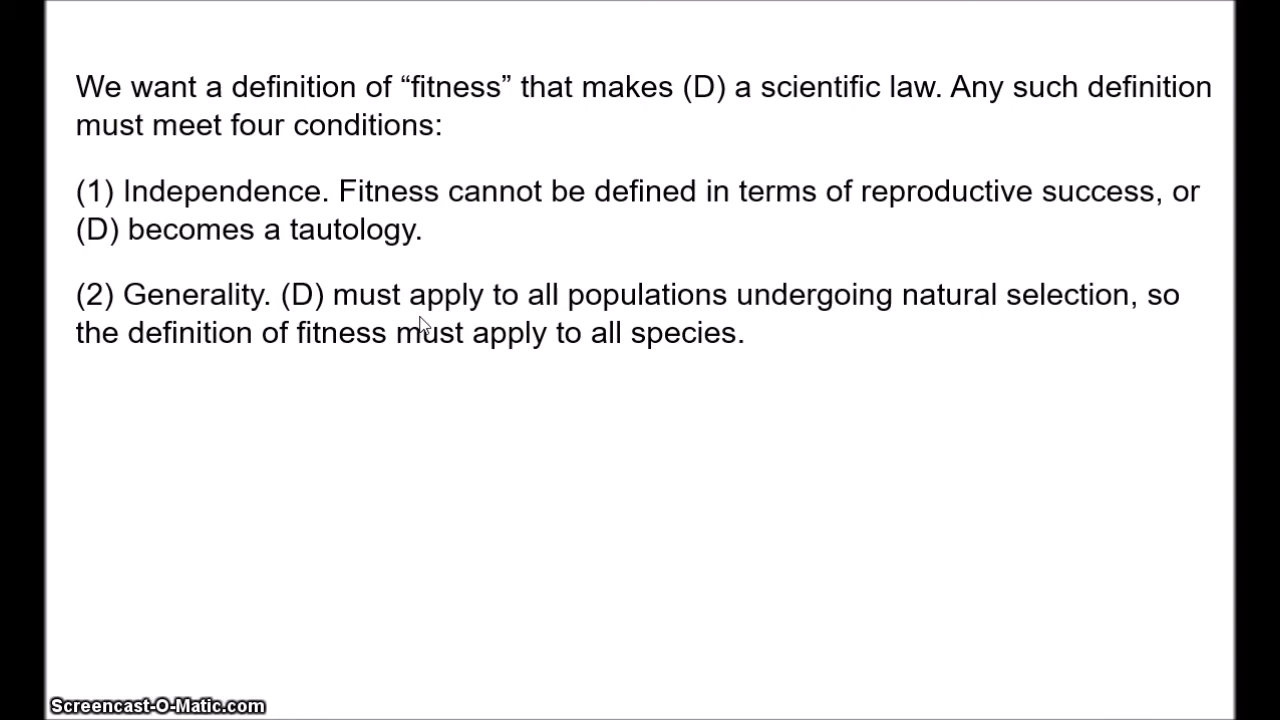 We want a definition of “fitness” that makes (D) a scientific law. Any such definition
must meet four conditions:
(1) Independence. Fitness cannot be defined in terms of reproductive success, or
(D) becomes a tautology.
(2) Generality. (D) must apply to all populations undergoing natural selection, so
the definition of fitness must apply to all species.
Screencast-O-Matic.com